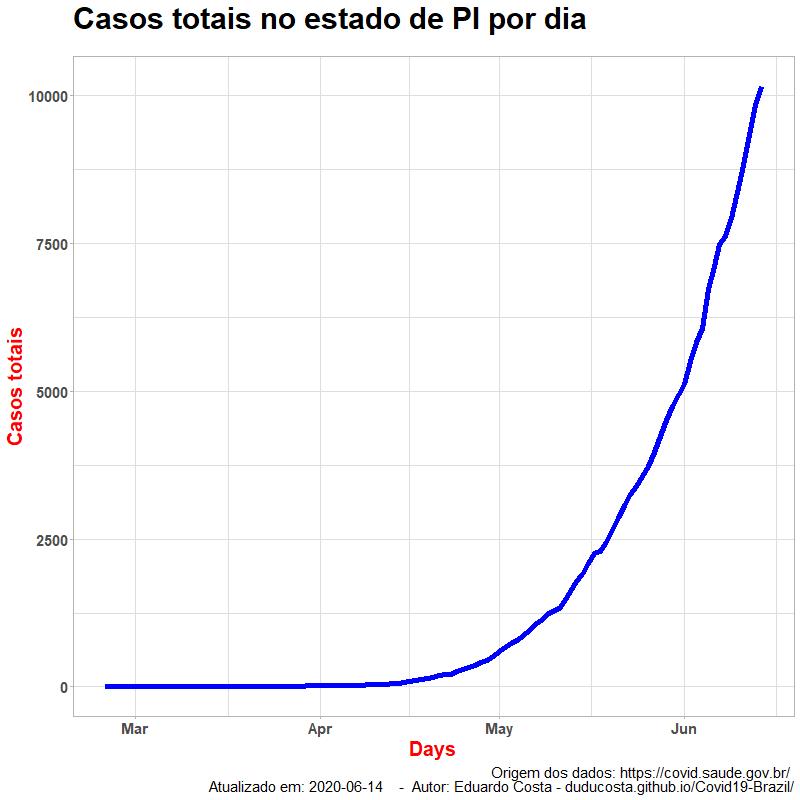 Casos totais no estado de PI por dia
10000
7500
5000
2500
0
Casos totais
Mar Apr May Jun
Days
Origem dos dados: https://covid.saude.gov.br/
Atualizado em: 2020-06-14 - Autor: Eduardo Costa - duducosta.github.io/Covid19-Brazil/